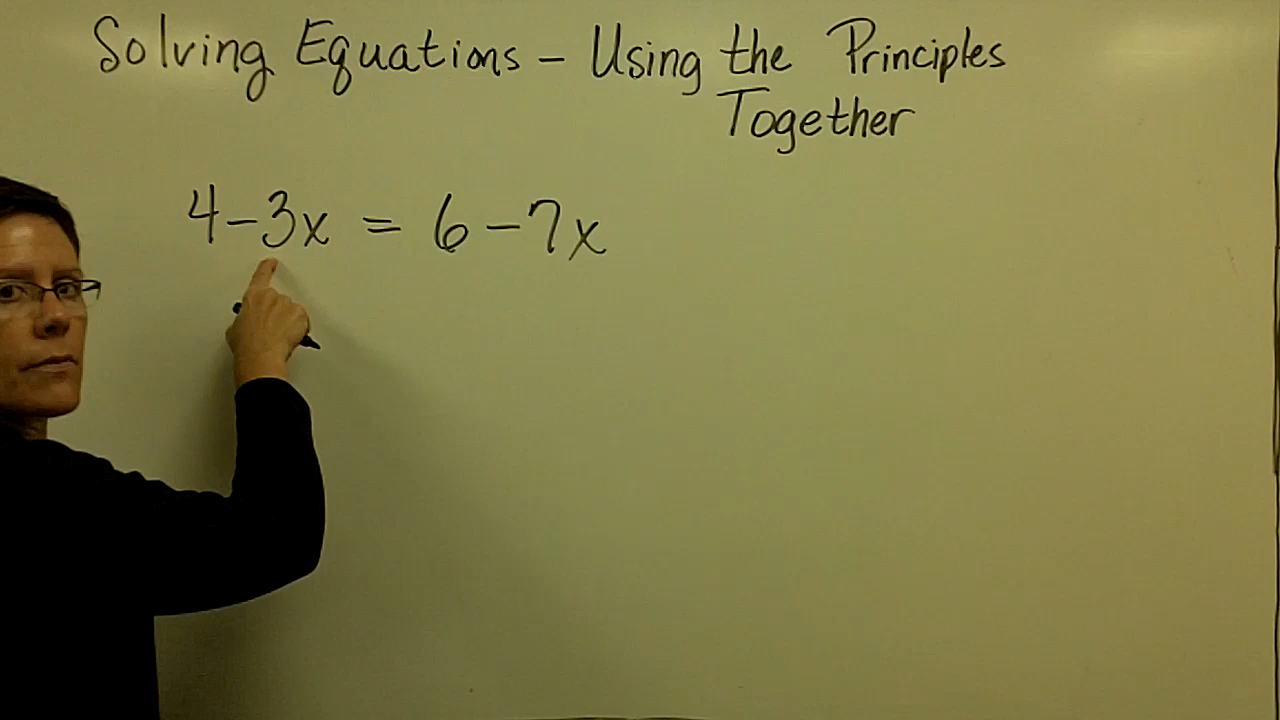 Solving Equations – Using the Principles
Together
4 – 3x = 6 – 7x